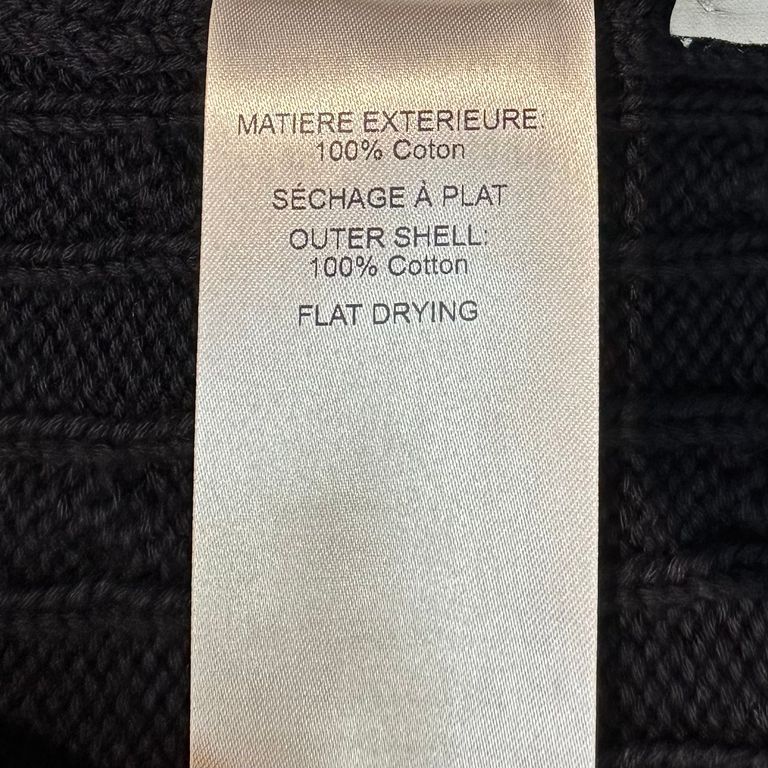 MATIERE EXTERIEURE:
100% Coton
SÉCHAGE À PLAT
OUTER SHELL:
100% Cotton
FLAT DRYING